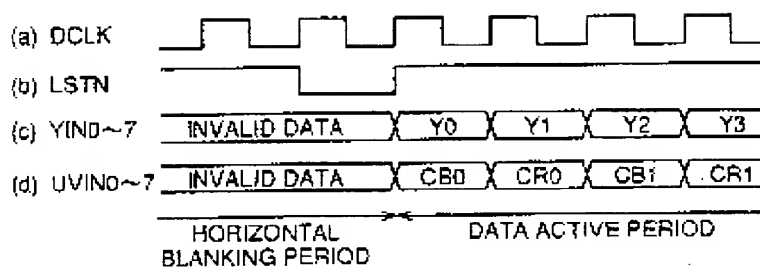 (a) DCLK
(b) LSTN
(c) YIN0~7 INVALID DATA Y0 Y1 Y2 Y3
(d) UVIN0~7 INVALID DATA CB0 CR0 CB1 CR1
HORIZONTAL BLANKING PERIOD
DATA ACTIVE PERIOD